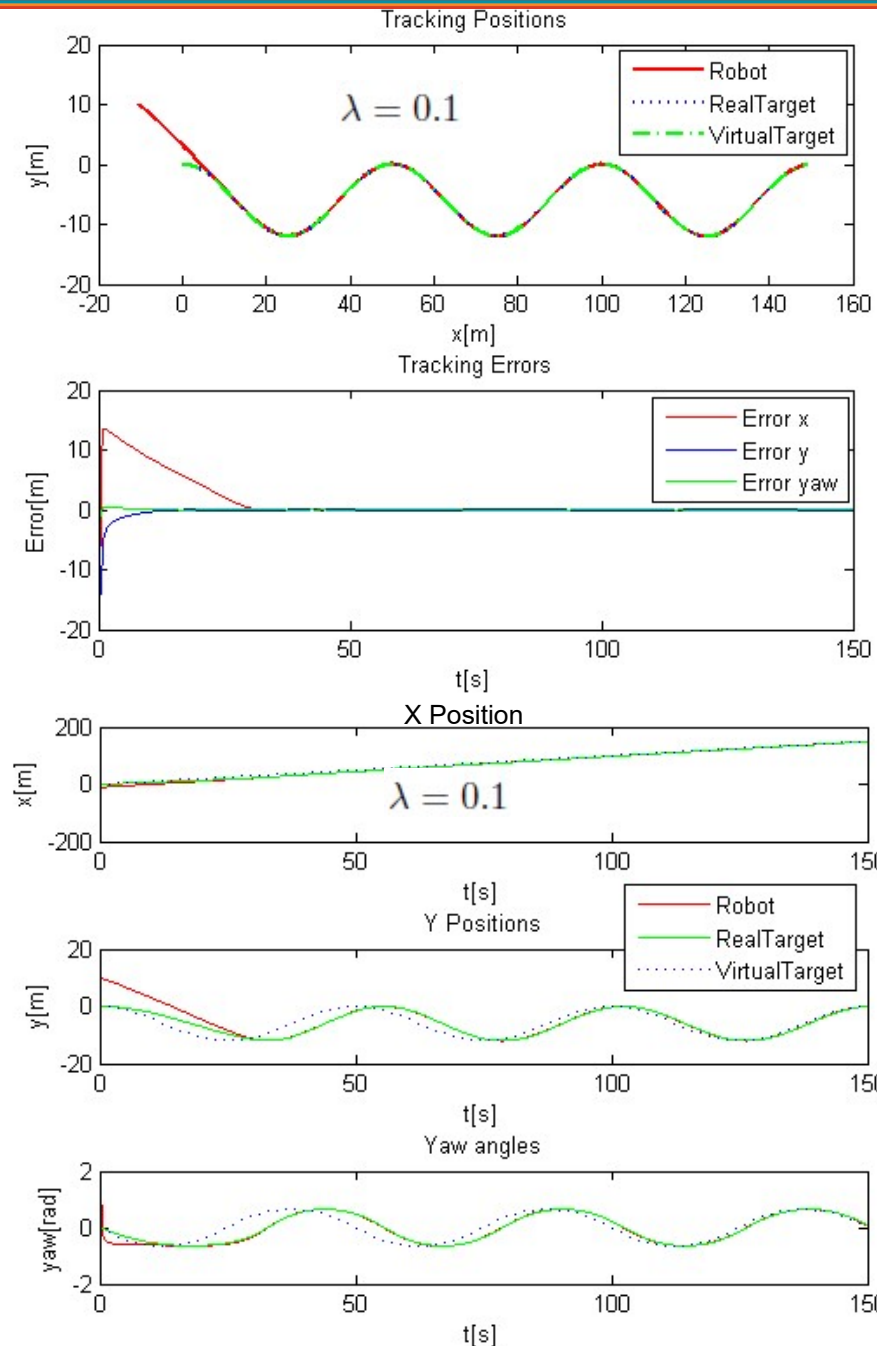 Tracking Positions
20
10
0
-10
-20
y[m]
λ = 0.1
Robot
RealTarget
VirtualTarget
-20 0 20 40 60 80 100 120 140 160
x[m]
Tracking Errors
20
10
0
-10
-20
Error[m]
Error x
Error y
Error yaw
0 50 100 150
t[s]
X Position
200
0
-200
x[m]
λ = 0.1
0 50 100 150
t[s]
Y Positions
Robot
RealTarget
VirtualTarget
20
0
-20
y[m]
0 50 100 150
t[s]
Yaw angles
2
0
-2
yaw[rad]
0 50 100 150
t[s]